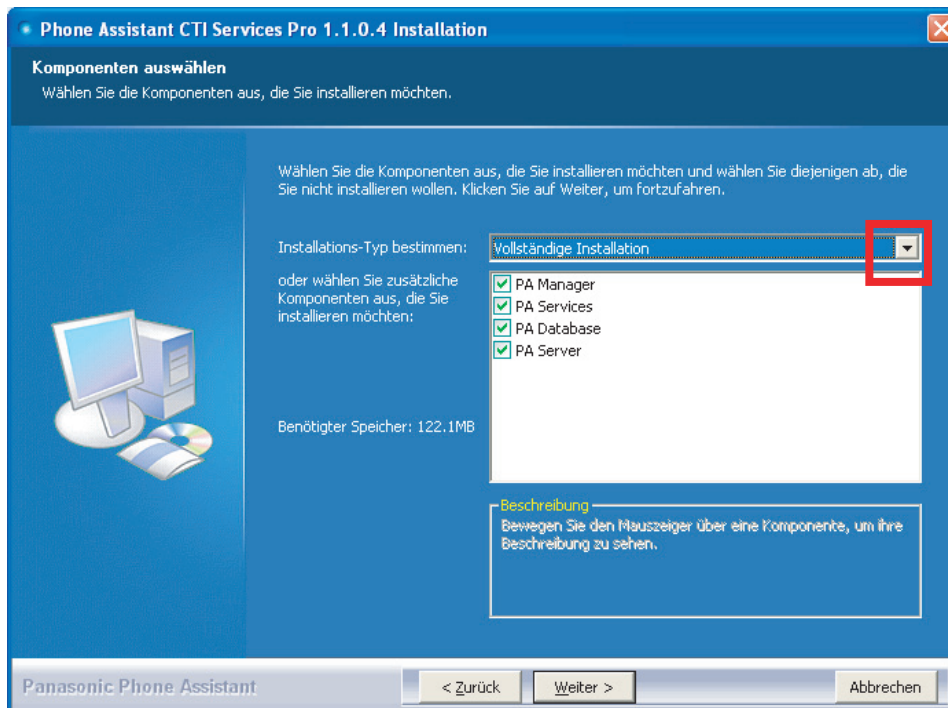 Phone Assistant CTI Services Pro 1.1.0.4 Installation
Komponenten auswählen
Wählen Sie die Komponenten aus, die Sie installieren möchten.
Wählen Sie die Komponenten aus, die Sie installieren möchten und wählen Sie diejenigen ab, die
Sie nicht installieren wollen. Klicken Sie auf Weiter, um fortzufahren.
Installations-Typ bestimmen:
Vollständige Installation
oder wählen Sie zusätzliche
Komponenten aus, die Sie
installieren möchten:
PA Manager
PA Services
PA Database
PA Server
Benötigter Speicher: 122.1MB
Beschreibung
Bewegen Sie den Mauszeiger über eine Komponente, um ihre
Beschreibung zu sehen.
Panasonic Phone Assistant
< Zurück
Weiter >
Abbrechen